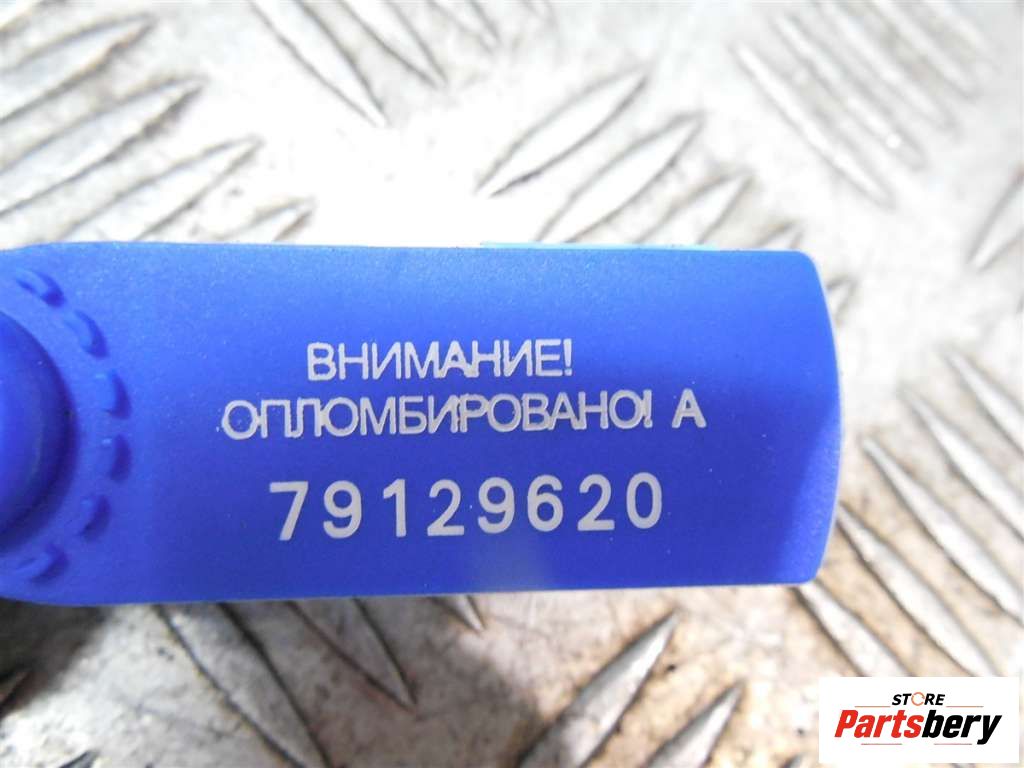 ВНИМАНИЕ!
ОПЛОМБИРОВАНО! А
79129620
STORE
Partsbery